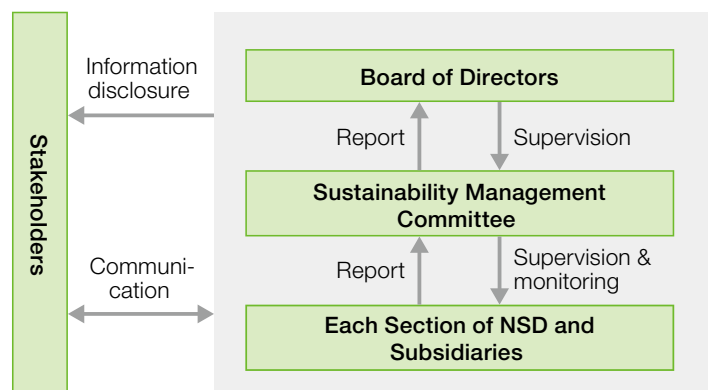 Stakeholders
Information
disclosure
Communi-
cation
Board of Directors
Report
Supervision
Sustainability Management
Committee
Report
Supervision &
monitoring
Each Section of NSD and
Subsidiaries